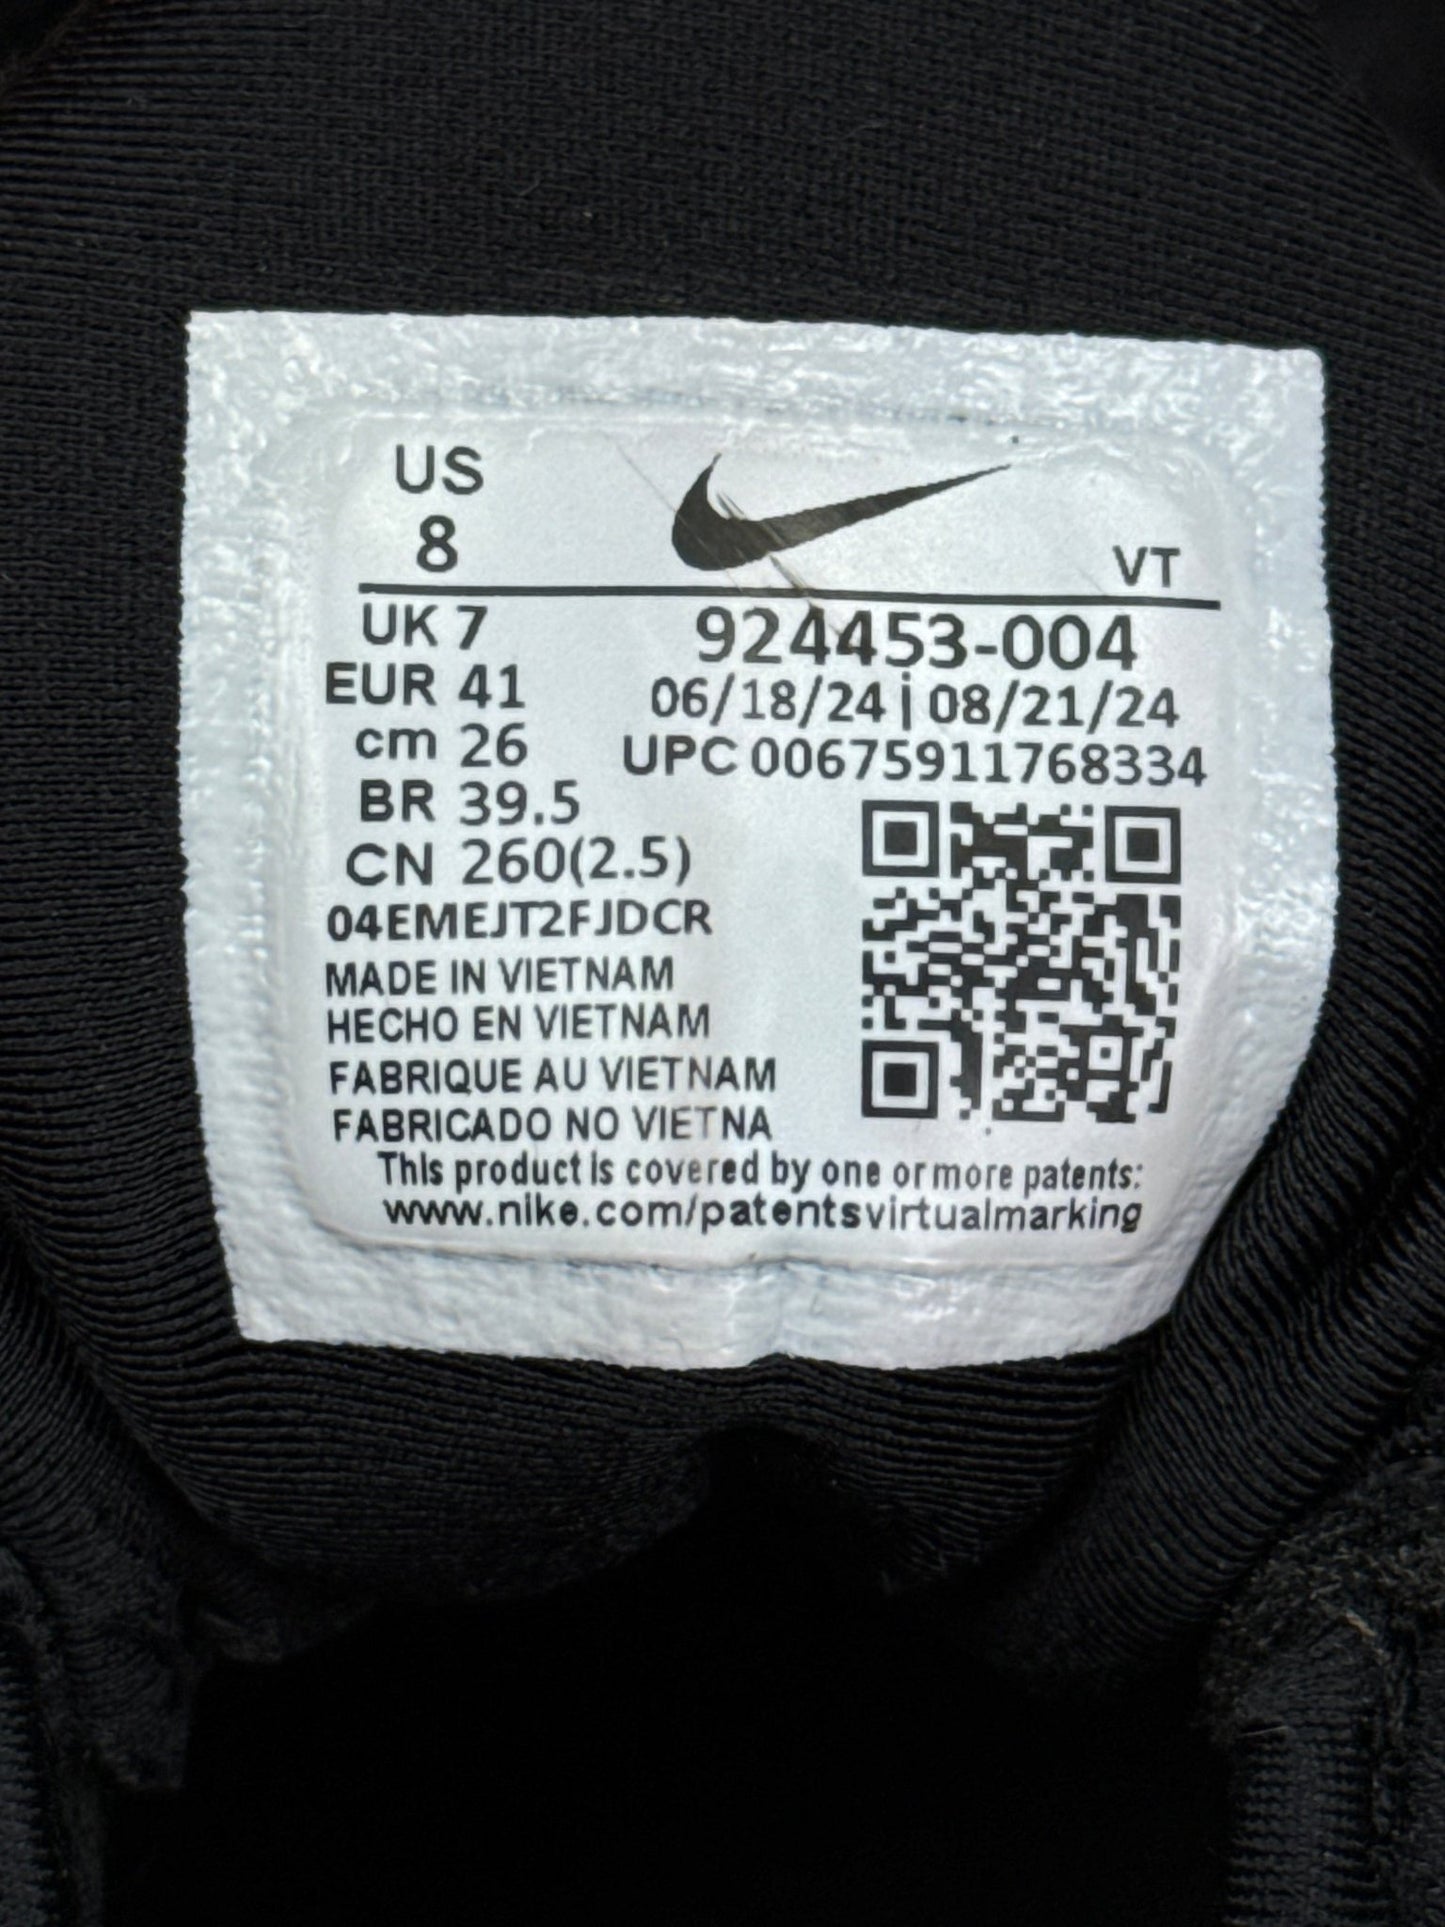 US
8
VT
UK 7
924453-004
EUR 41
06/18/24 | 08/21/24
cm 26
UPC 00675911768334
BR 39.5
CN 260(2.5)
04EMEJT2FJDCR
MADE IN VIETNAM
HECHO EN VIETNAM
FABRIQUE AU VIETNAM
FABRICADO NO VIETNA
This product is covered by one or more patents:
www.nike.com/patentsvirtualmarking